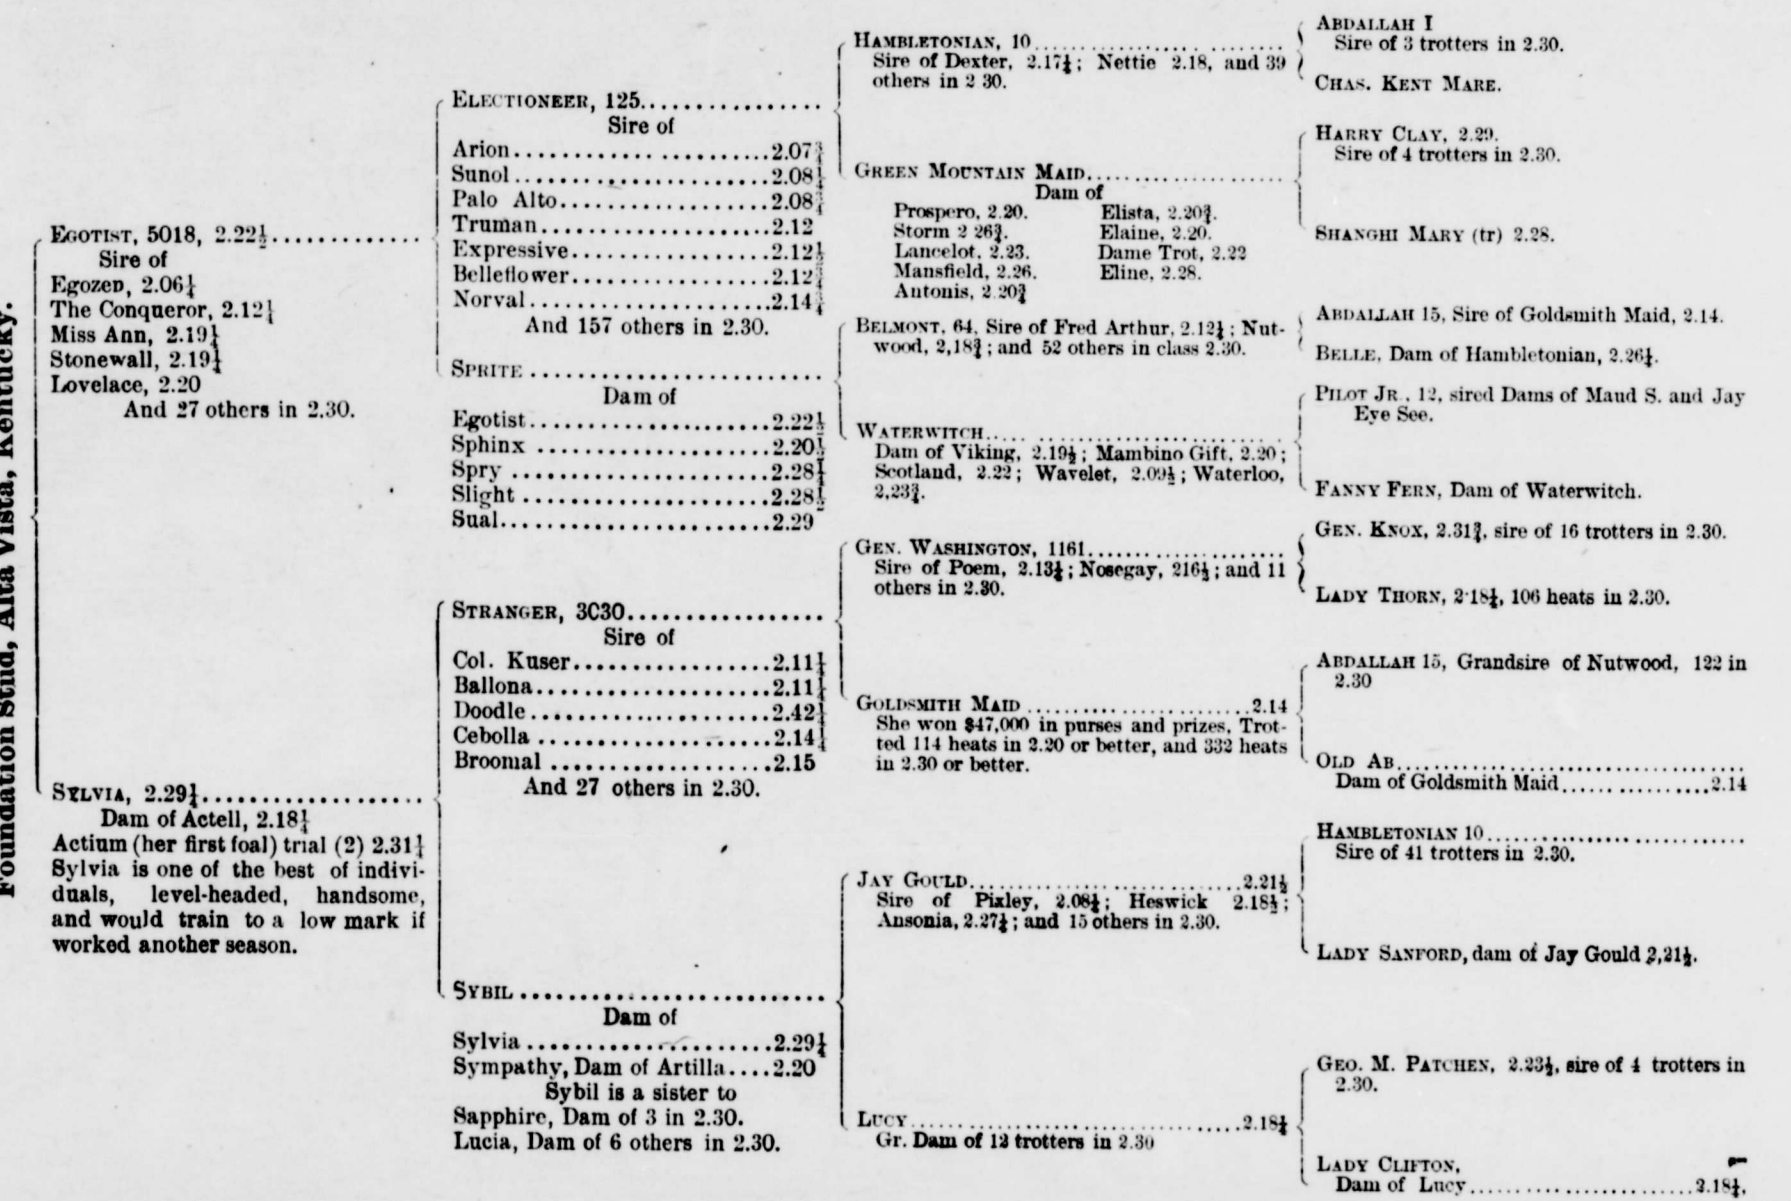 Foundation Stud, Alta Vista, Kentucky.
EGOTIST, 5018, 2.22½
Sire of
Egozen, 2.06¼
The Conqueror, 2.12¼
Miss Ann, 2.19¼
Stonewall, 2.19¼
Lovelace, 2.20
And 27 others in 2.30.
SYLVIA, 2.29¼
Dam of Actell, 2.18¼
Actium (her first foal) trial (2) 2.31¼
Sylvia is one of the best of indivi-
duals, level-headed, handsome,
and would train to a low mark if
worked another season.
ELECTIONEER, 125
Sire of
Arion 2.07¾
Sunol 2.08¼
Palo Alto 2.08¾
Truman 2.12
Expressive 2.12½
Belleflower 2.12¾
Norval 2.14¾
And 157 others in 2.30.
SPRITE
Dam of
Egotist 2.22½
Sphinx 2.20½
Spry 2.28¼
Slight 2.28½
Sual 2.29
STRANGER, 3C30
Sire of
Col. Kuser 2.11¼
Ballona 2.11¼
Doodle 2.42¼
Cebolla 2.14¼
Broomal 2.15
And 27 others in 2.30.
SYBIL
Dam of
Sylvia 2.29¼
Sympathy, Dam of Artilla 2.20
Sybil is a sister to
Sapphire, Dam of 3 in 2.30.
Lucia, Dam of 6 others in 2.30.
HAMBLETONIAN, 10
Sire of Dexter, 2.17¼; Nettie 2.18, and 39
others in 2 30.
GREEN MOUNTAIN MAID
Dam of
Prospero, 2.20. Elista, 2.20¾.
Storm 2 26¾. Elaine, 2.20.
Lancelot, 2.23. Dame Trot, 2.22
Mansfield, 2.26. Eline, 2.28.
Antonis, 2.20¾
BELMONT, 64, Sire of Fred Arthur, 2.12¼; Nut-
wood, 2,18¾; and 52 others in class 2.30.
WATERWITCH
Dam of Viking, 2.19½; Mambino Gift, 2.20;
Scotland, 2.22; Wavelet, 2.09½; Waterloo,
2,23¾.
GEN. WASHINGTON, 1161
Sire of Poem, 2.13¼; Nosegay, 216½; and 11
others in 2.30.
GOLDSMITH MAID 2.14
She won $47,000 in purses and prizes, Trot-
ted 114 heats in 2.20 or better, and 332 heats
in 2.30 or better.
JAY GOULD 2.21½
Sire of Pixley, 2.08¼; Heswick 2.18½;
Ansonia, 2.27¼; and 15 others in 2.30.
LUCY 2.18¼
Gr. Dam of 12 trotters in 2.30
ABDALLAH I
Sire of 3 trotters in 2.30.
CHAS. KENT MARE.
HARRY CLAY, 2.29.
Sire of 4 trotters in 2.30.
SHANGHI MARY (tr) 2.28.
ABDALLAH 15, Sire of Goldsmith Maid, 2.14.
BELLE, Dam of Hambletonian, 2.26¼.
PILOT JR. 12, sired Dams of Maud S. and Jay
Eye See.
FANNY FERN, Dam of Waterwitch.
GEN. KNOX, 2.31¾, sire of 16 trotters in 2.30.
LADY THORN, 2·18¼, 106 heats in 2.30.
ABDALLAH 15, Grandsire of Nutwood, 122 in
2.30
OLD AB
Dam of Goldsmith Maid 2.14
HAMBLETONIAN 10
Sire of 41 trotters in 2.30.
LADY SANFORD, dam of Jay Gould 2,21½.
GEO. M. PATCHEN, 2.23½, sire of 4 trotters in
2.30.
LADY CLIFTON,
Dam of Lucy 2.18¼.